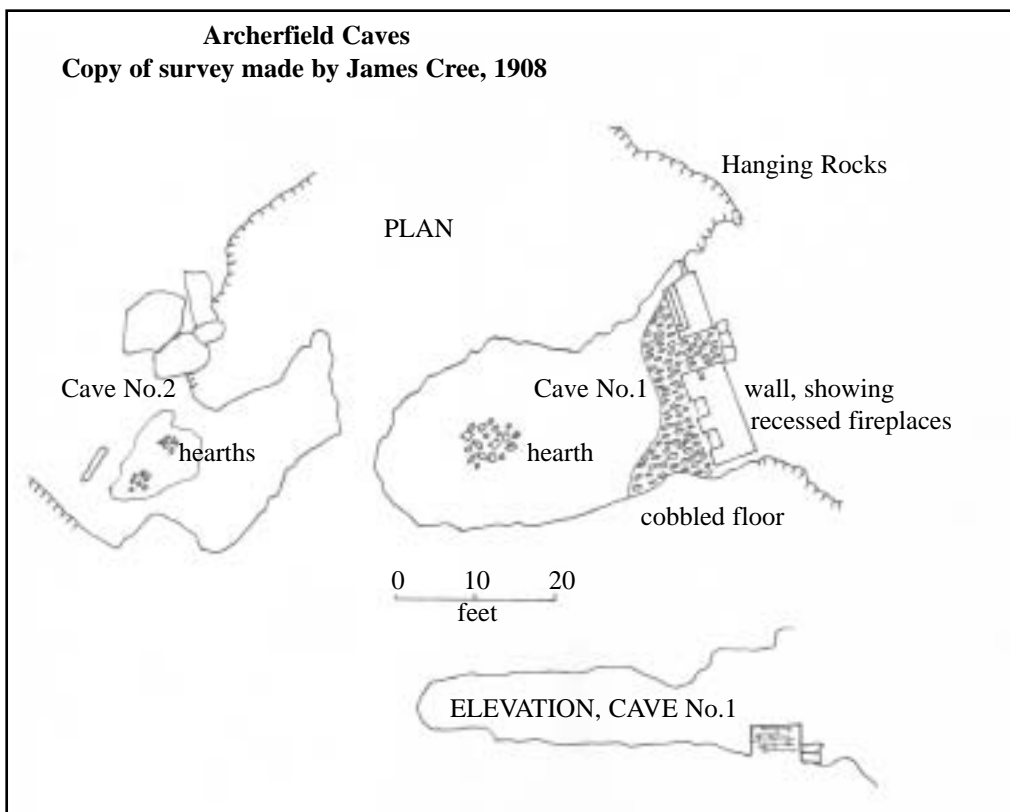 Archerfield Caves
Copy of survey made by James Cree, 1908
Hanging Rocks
PLAN
Cave No.2
Cave No.1
wall, showing
recessed fireplaces
hearths
hearth
cobbled floor
0 10 20
feet
ELEVATION, CAVE No.1